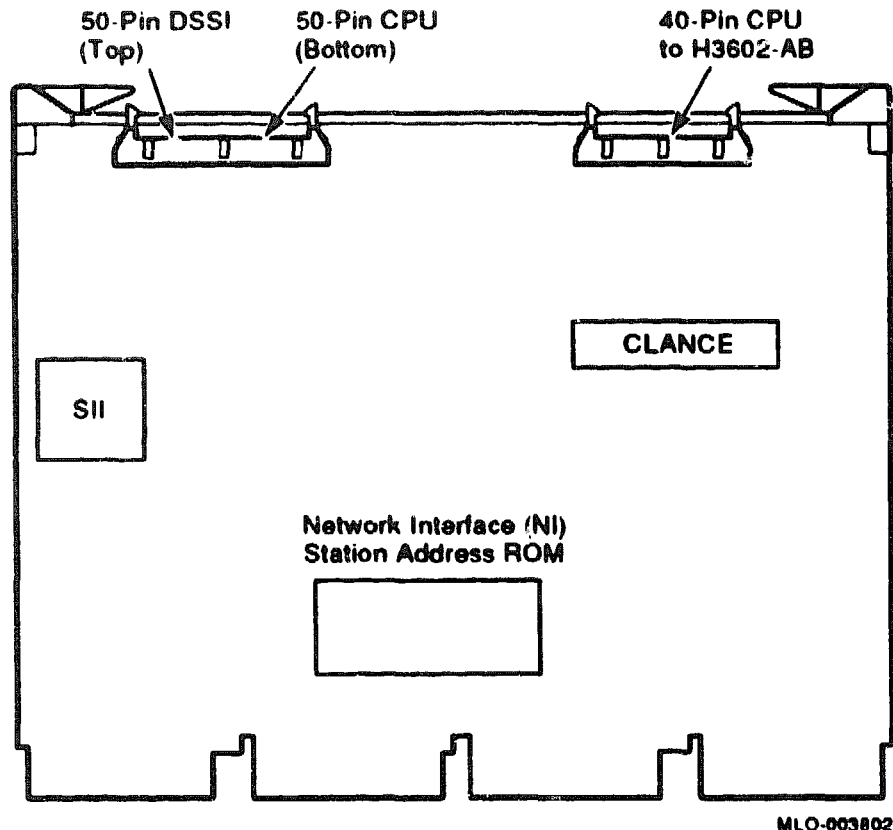 50-Pin DSSI
(Top)
50-Pin CPU
(Bottom)
40-Pin CPU
to H3602-AB
CLANCE
SII
Network Interface (NI)
Station Address ROM
MLO-003802